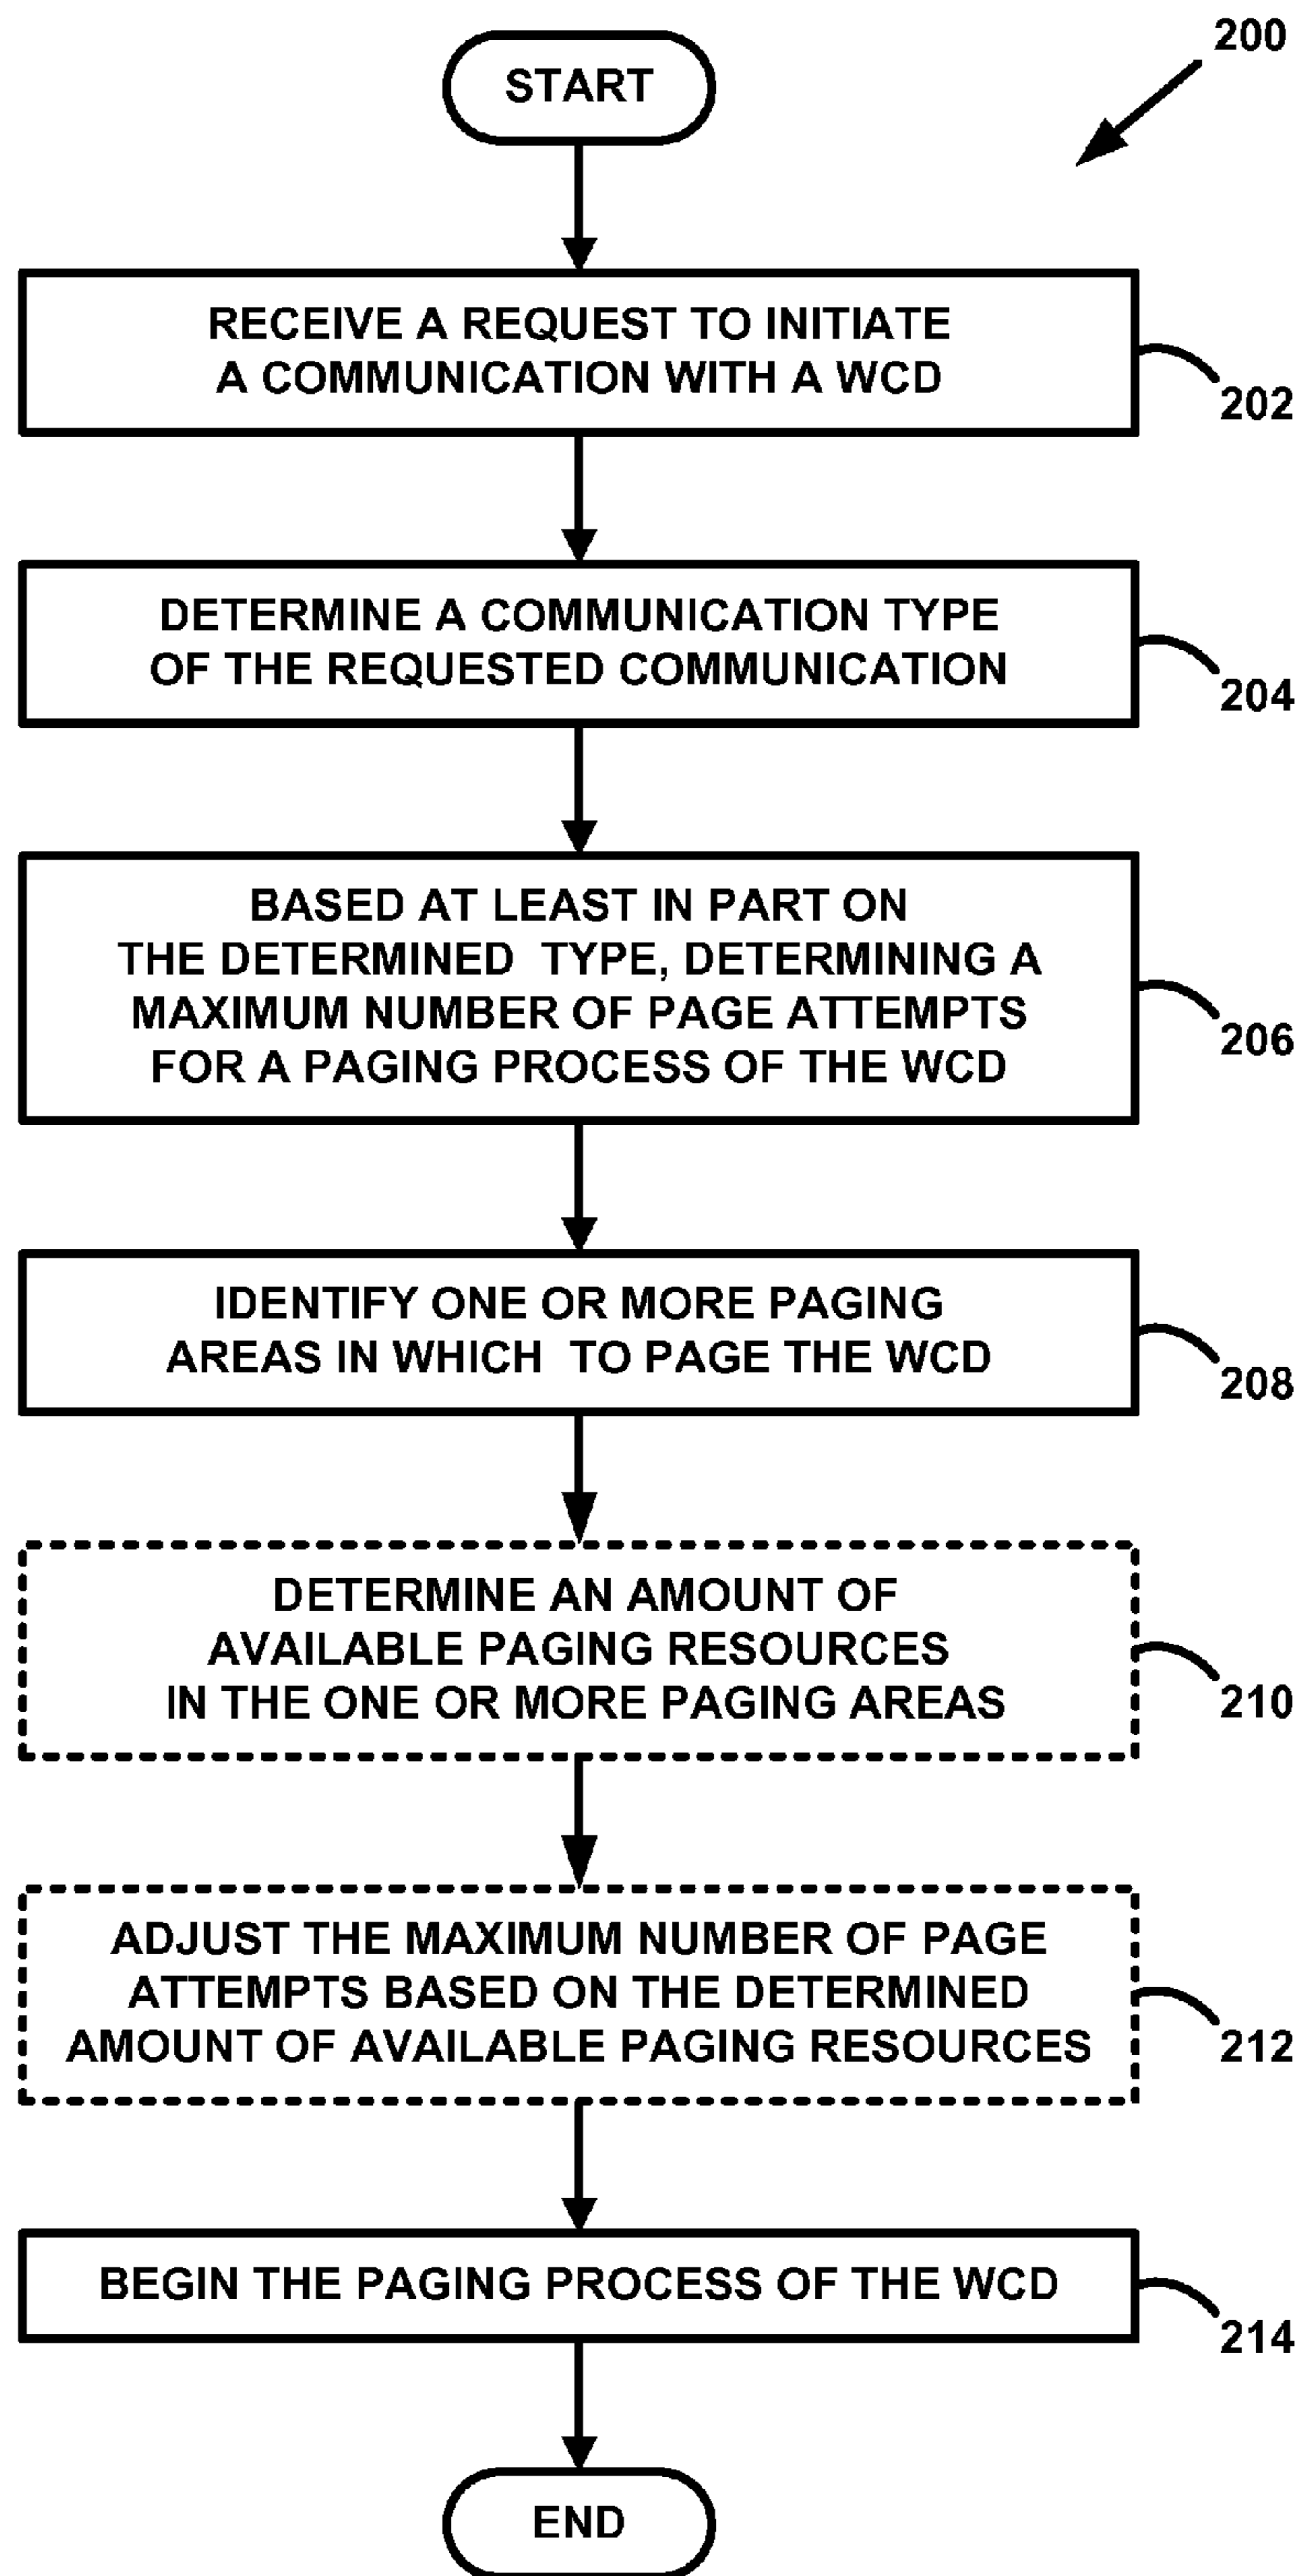 200
START
RECEIVE A REQUEST TO INITIATE
A COMMUNICATION WITH A WCD
202
DETERMINE A COMMUNICATION TYPE
OF THE REQUESTED COMMUNICATION
204
BASED AT LEAST IN PART ON
THE DETERMINED TYPE, DETERMINING A
MAXIMUM NUMBER OF PAGE ATTEMPTS
FOR A PAGING PROCESS OF THE WCD
206
IDENTIFY ONE OR MORE PAGING
AREAS IN WHICH TO PAGE THE WCD
208
DETERMINE AN AMOUNT OF
AVAILABLE PAGING RESOURCES
IN THE ONE OR MORE PAGING AREAS
210
ADJUST THE MAXIMUM NUMBER OF PAGE
ATTEMPTS BASED ON THE DETERMINED
AMOUNT OF AVAILABLE PAGING RESOURCES
212
BEGIN THE PAGING PROCESS OF THE WCD
214
END